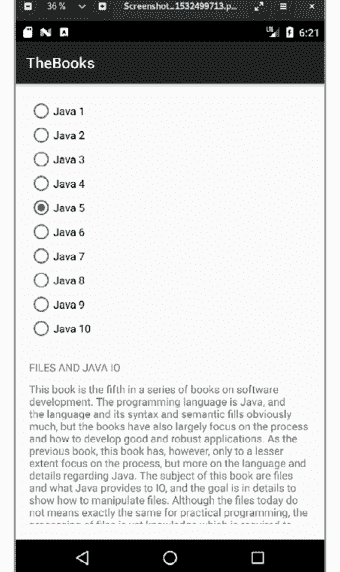 36 %
Screenshot...1532499713.p...
6:21
TheBooks
Java 1
Java 2
Java 3
Java 4
Java 5
Java 6
Java 7
Java 8
Java 9
Java 10
FILES AND JAVA IO
This book is the fifth in a series of books on software
development. The programming language is Java, and
the language and its syntax and semantic fills obviously
much, but the books have also largely focus on the process
and how to develop good and robust applications. As the
previous book, this book has, however, only to a lesser
extent focus on the process, but more on the language and
details regarding Java. The subject of this book are files
and what Java provides to IO, and the goal is in details to
show how to manipulate files. Although the files today do
not means exactly the same for practical programming, the